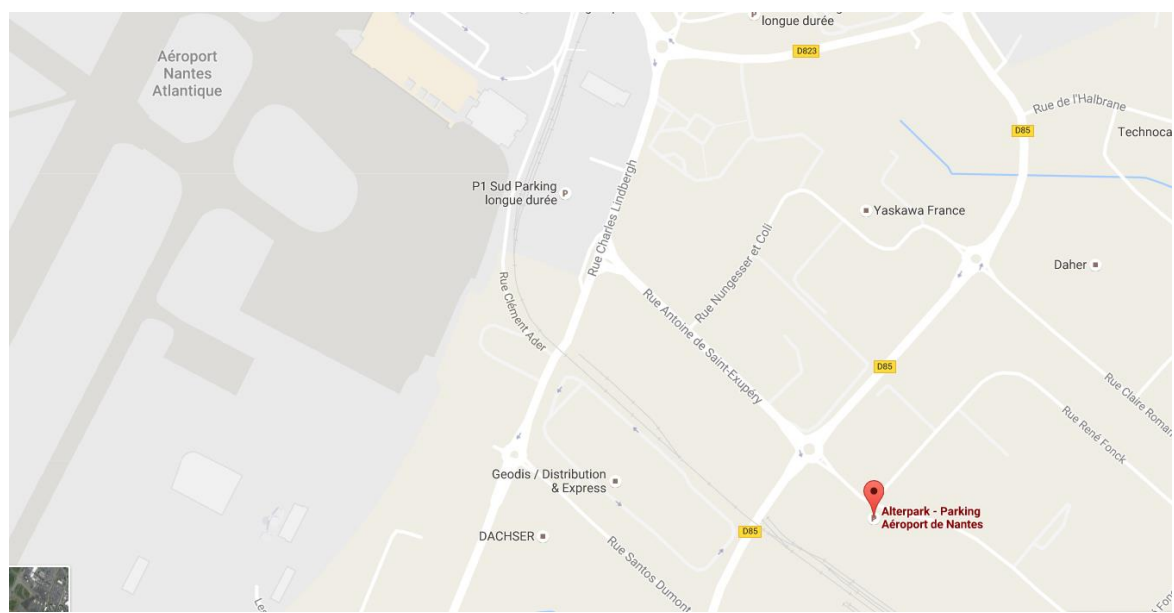 longue durée
D823
Aéroport
Nantes
Atlantique
Rue de l'Halbrane
D85
Technoca
P1 Sud Parking
longue durée
P
Rue Charles Lindbergh
Yaskawa France
Rue Nungesser et Coli
Daher
Rue Clément Ader
Rue Antoine de Saint-Exupéry
D85
Rue Claire Roman
Rue René Fonck
Geodis / Distribution
& Express
Alterpark - Parking
Aéroport de Nantes
P
D85
DACHSER
Rue Santos Dumont